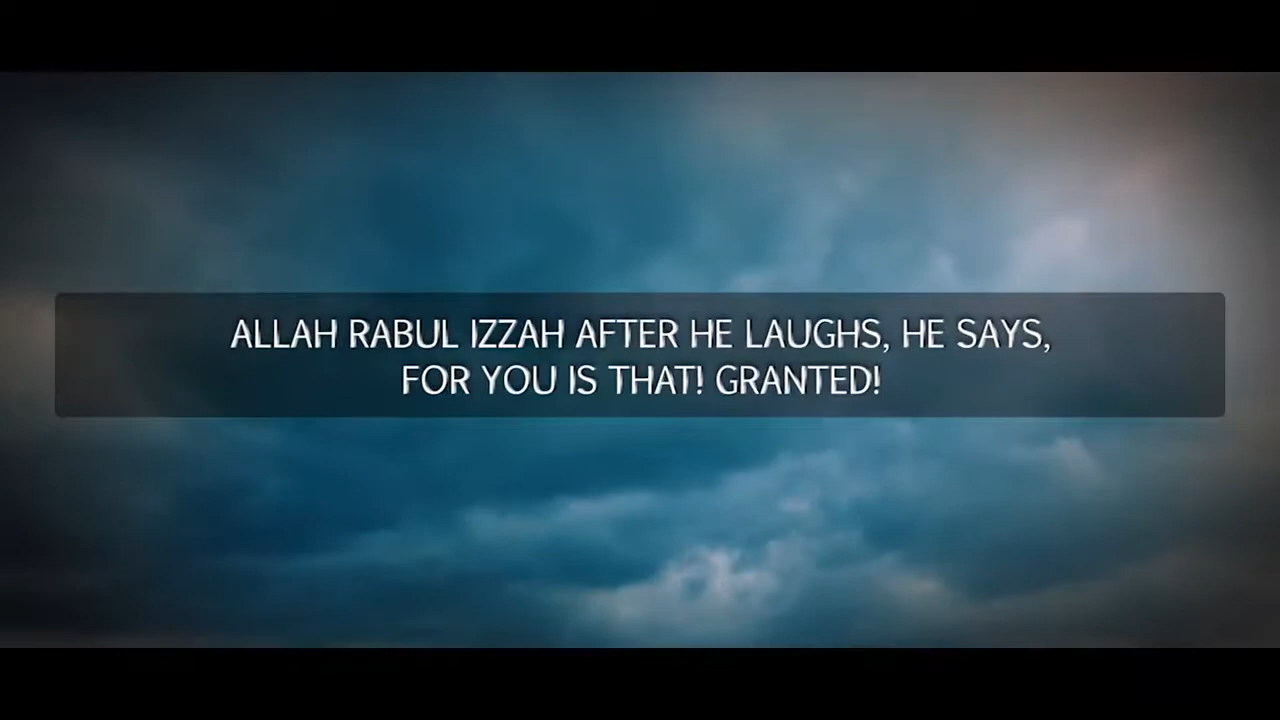 ALLAH RABUL IZZAH AFTER HE LAUGHS, HE SAYS,
FOR YOU IS THAT! GRANTED!